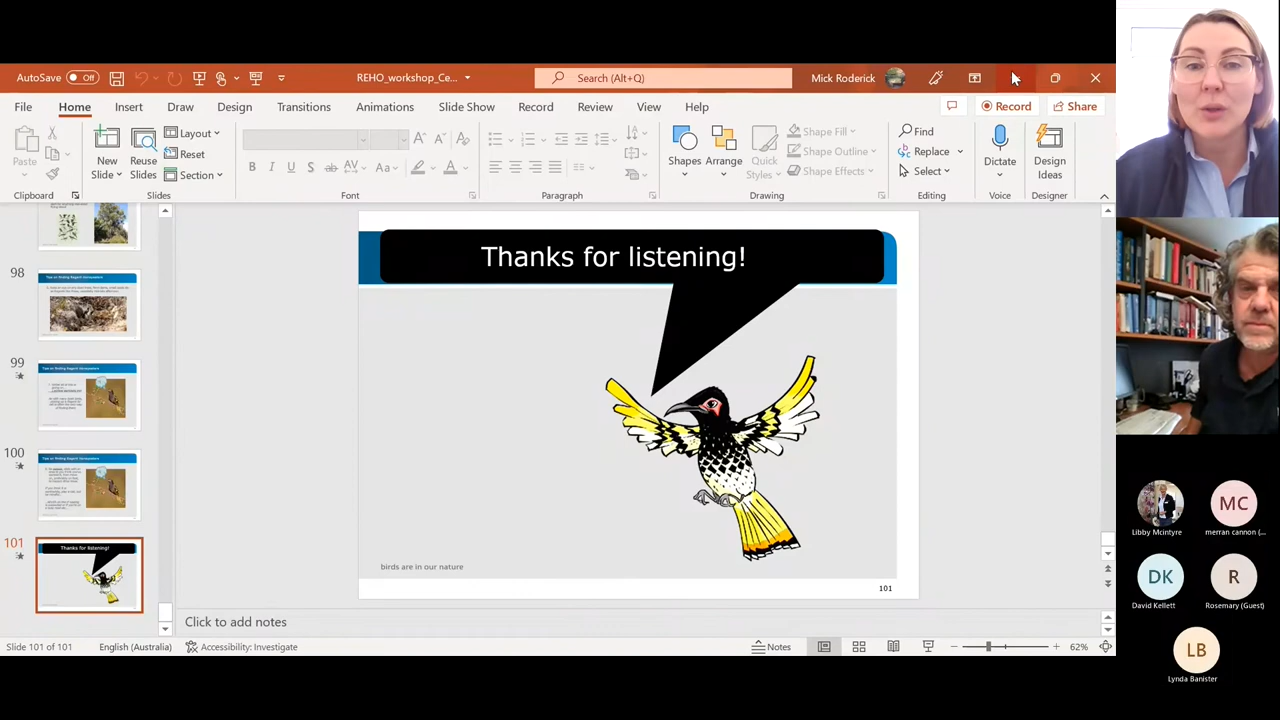 AutoSave Off
REHO_workshop_Ce...
Search (Alt+Q)
Mick Roderick
File Home Insert Draw Design Transitions Animations Slide Show Record Review View Help
Record Share
Paste
New Slide
Reuse Slides
Layout
Reset
Section
Shapes
Arrange
Quick Styles
Shape Fill
Shape Outline
Shape Effects
Find
Replace
Select
Dictate
Design Ideas
Clipboard Slides Font Paragraph Drawing Editing Voice Designer
98
99
100
101
Thanks for listening!
Thanks for listening!
birds are in our nature
101
Click to add notes
Slide 101 of 101 English (Australia) Accessibility: Investigate Notes 62%
Libby Mcintyre
MC
merran cannon (...
DK
David Kellett
R
Rosemary (Guest)
LB
Lynda Banister